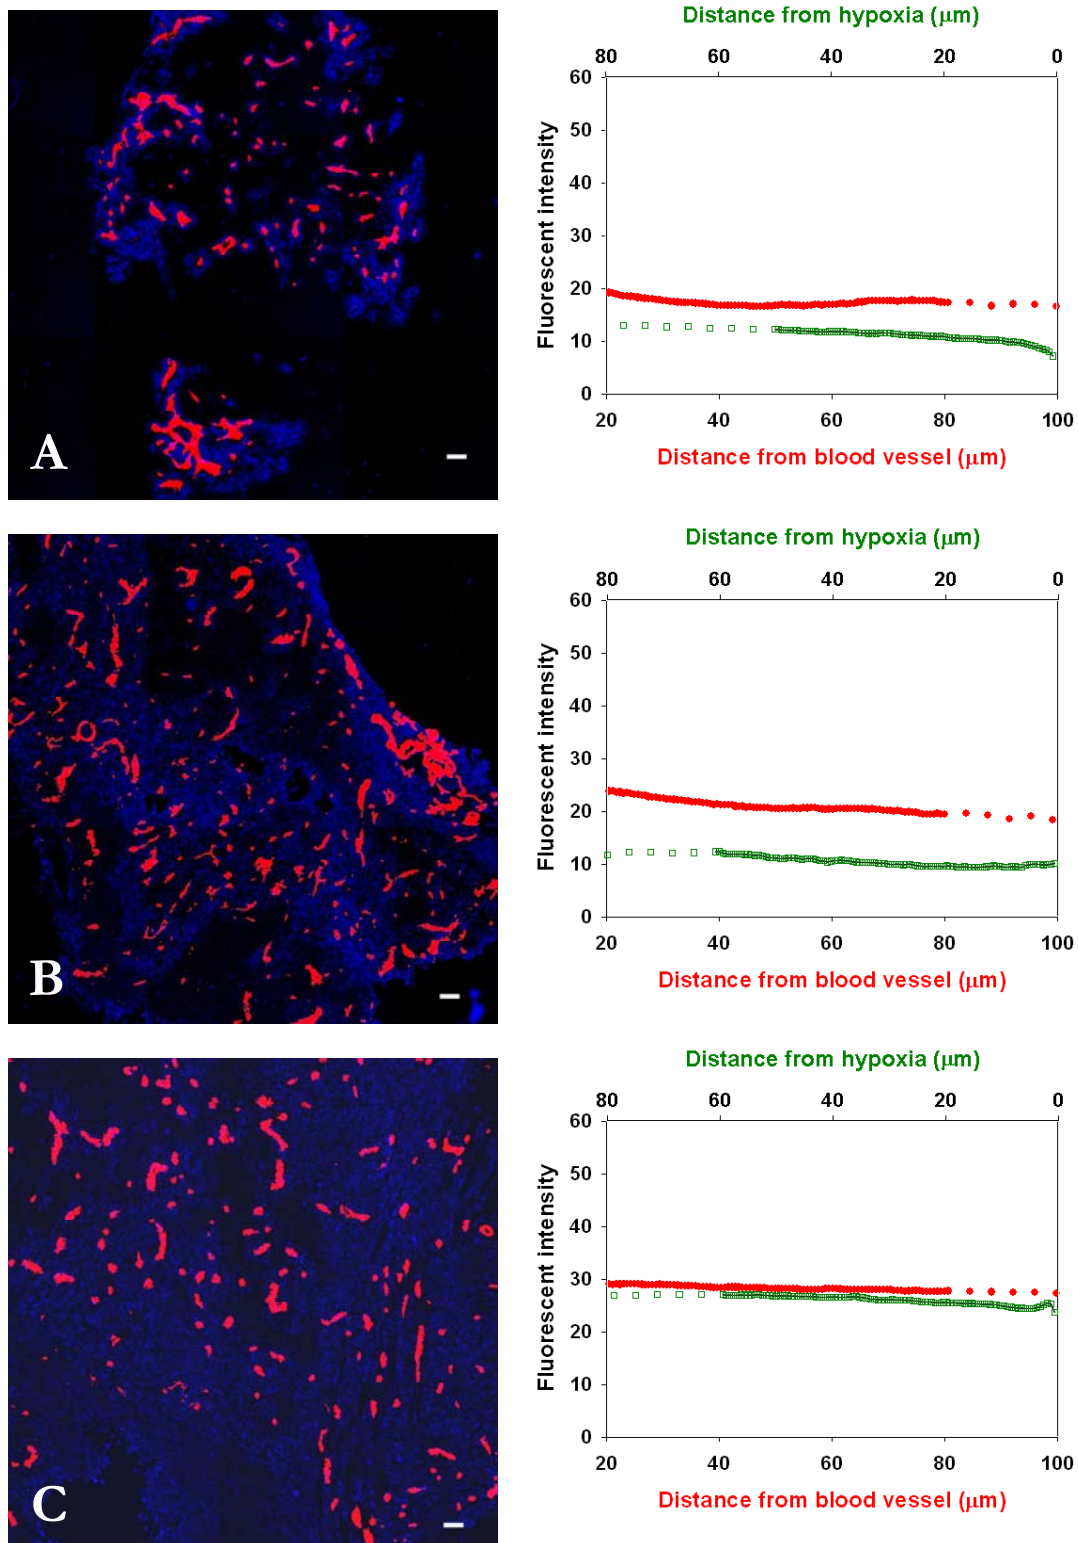 A
Distance from hypoxia (μm)
80 60 40 20 0
60
50
40
30
20
10
0
Fluorescent intensity
20 40 60 80 100
Distance from blood vessel (μm)
B
Distance from hypoxia (μm)
80 60 40 20 0
60
50
40
30
20
10
0
Fluorescent intensity
20 40 60 80 100
Distance from blood vessel (μm)
C
Distance from hypoxia (μm)
80 60 40 20 0
60
50
40
30
20
10
0
Fluorescent intensity
20 40 60 80 100
Distance from blood vessel (μm)